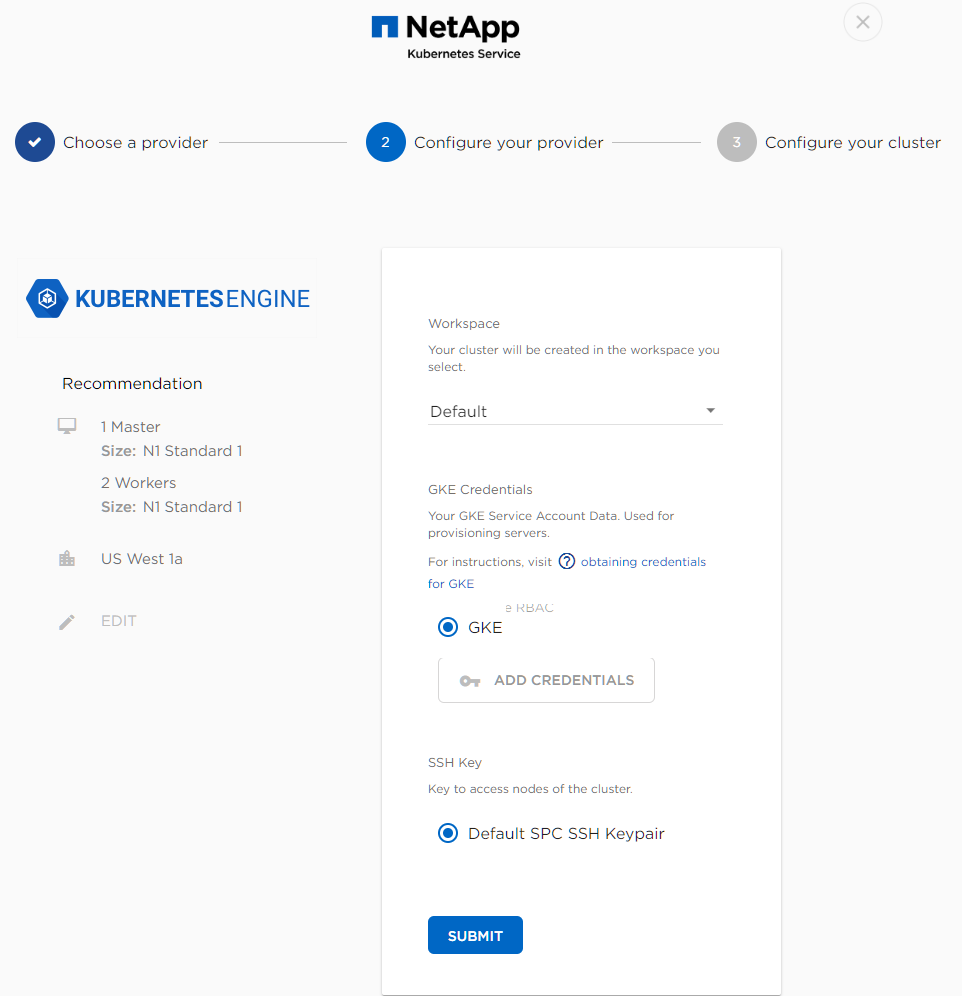 NetApp
Kubernetes Service
Choose a provider
2
Configure your provider
3
Configure your cluster
KUBERNETES ENGINE
Recommendation
1 Master
Size: N1 Standard 1
2 Workers
Size: N1 Standard 1
US West 1a
EDIT
Workspace
Your cluster will be created in the workspace you
select.
Default
GKE Credentials
Your GKE Service Account Data. Used for
provisioning servers.
For instructions, visit ? obtaining credentials
for GKE
e RBAC
GKE
ADD CREDENTIALS
SSH Key
Key to access nodes of the cluster.
Default SPC SSH Keypair
SUBMIT